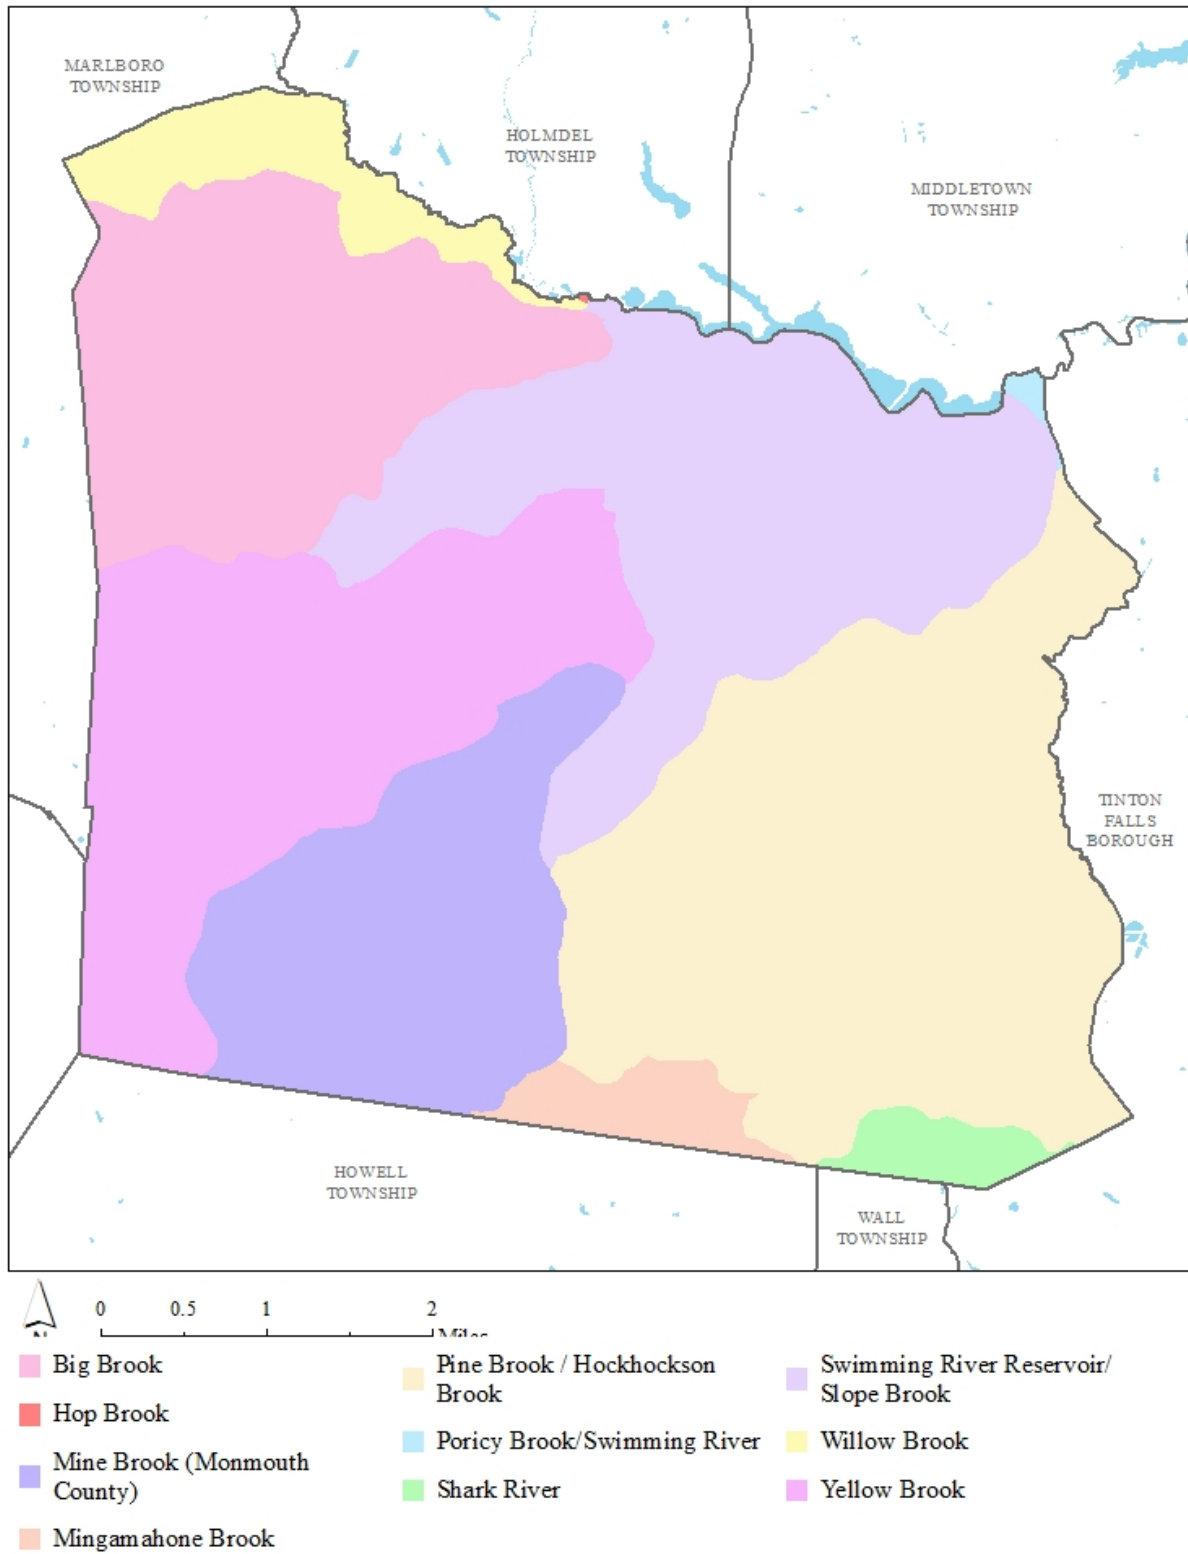 MARLBORO
TOWNSHIP
HOLMDEL
TOWNSHIP
MIDDLETOWN
TOWNSHIP
TINTON
FALLS
BOROUGH
HOWELL
TOWNSHIP
WALL
TOWNSHIP
N
0 0.5 1 2
Miles
Big Brook
Hop Brook
Mine Brook (Monmouth
County)
Mingamahone Brook
Pine Brook / Hockhockson
Brook
Poricy Brook/Swimming River
Shark River
Swimming River Reservoir/
Slope Brook
Willow Brook
Yellow Brook